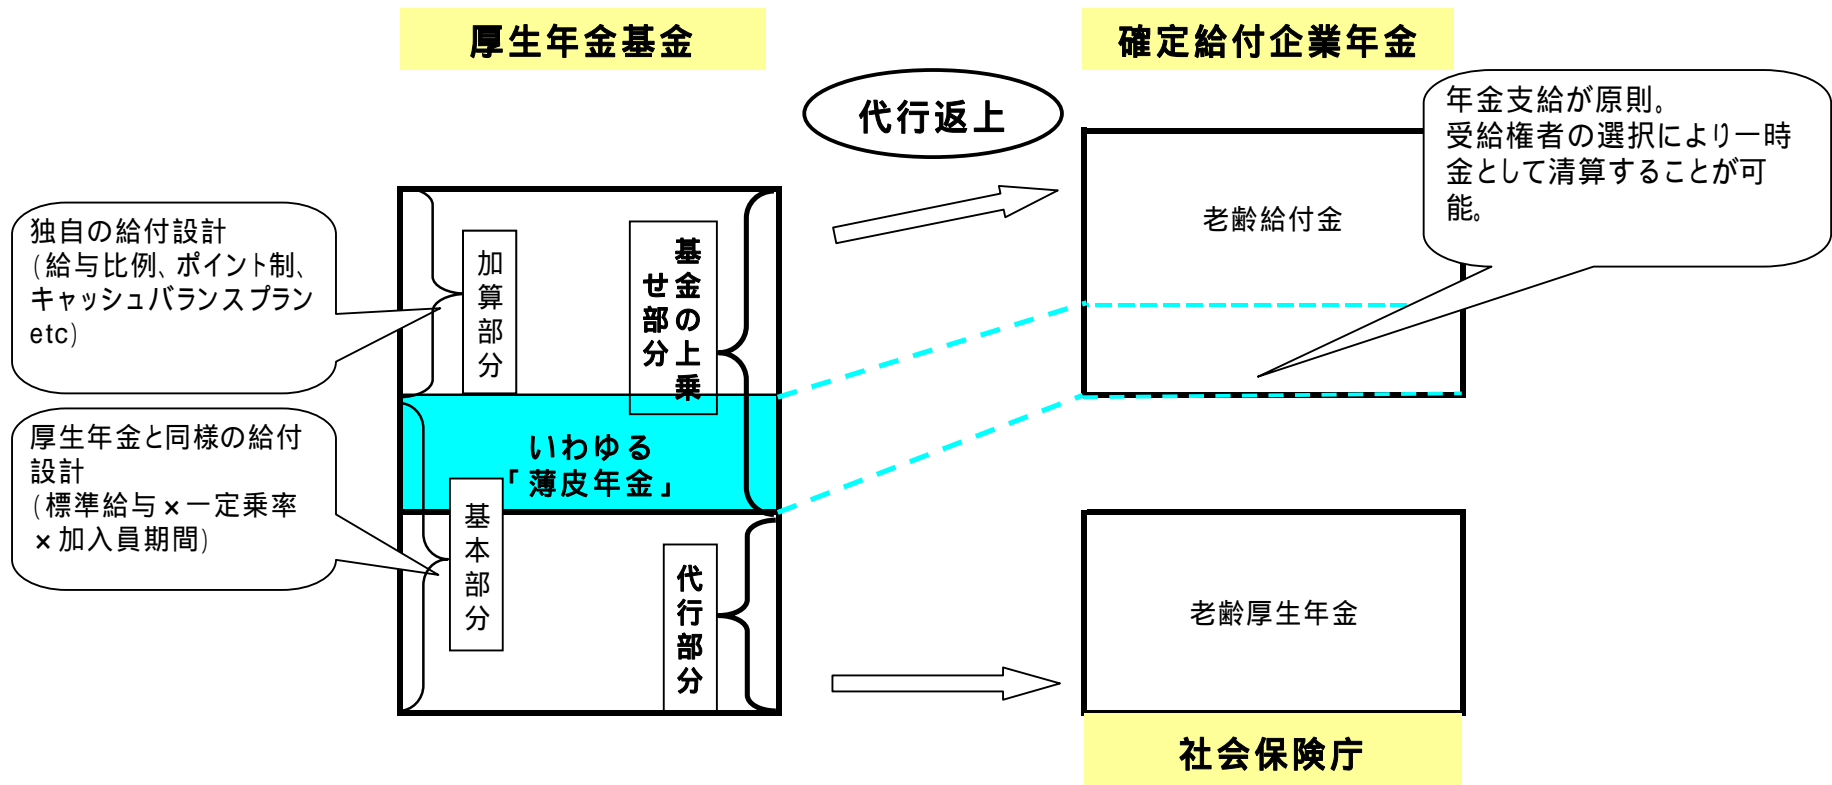 厚生年金基金
確定給付企業年金
代行返上
年金支給が原則。
受給権者の選択により一時
金として清算することが可
能。
老齢給付金
独自の給付設計
(給与比例、ポイント制、
キャッシュバランスプラン
etc)
加算部分
基金の上乗
せ部分
厚生年金と同様の給付
設計
(標準給与×一定乗率
×加入員期間)
いわゆる
「薄皮年金」
基本部分
代行部分
老齢厚生年金
社会保険庁